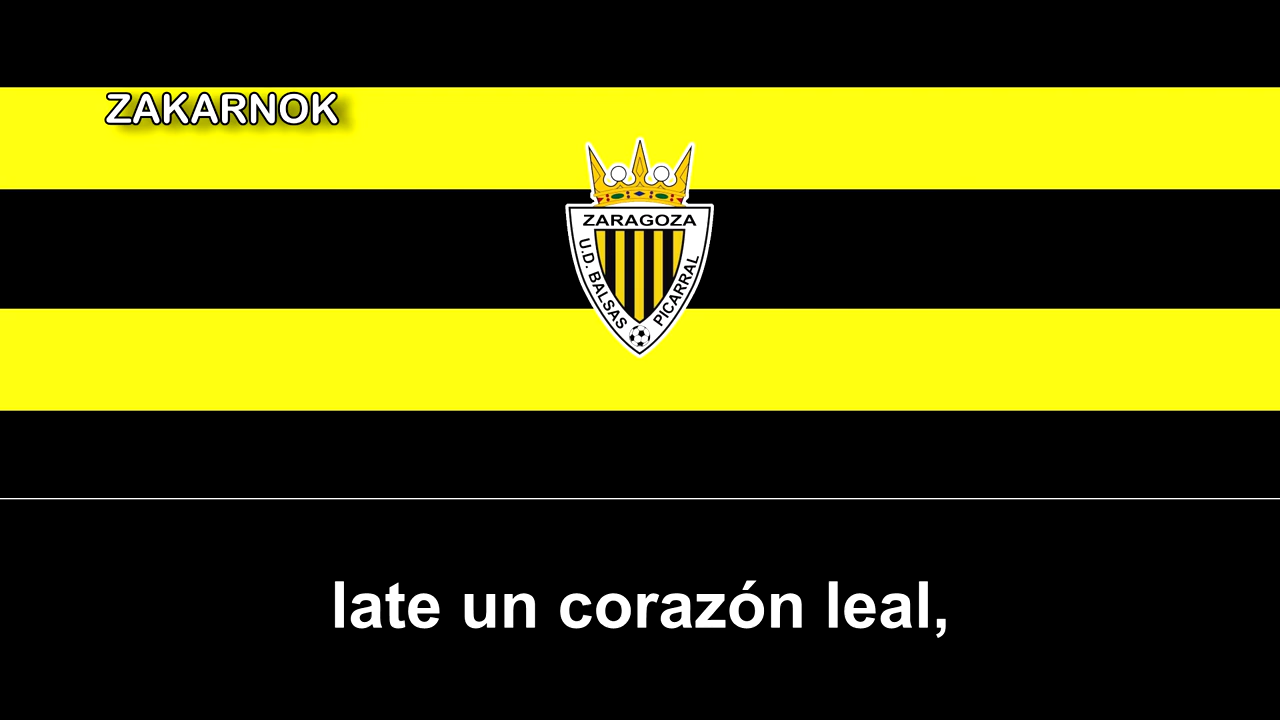 ZAKARNOK
ZARAGOZA
U.D. BALSAS
PICARRAL
late un corazón leal,